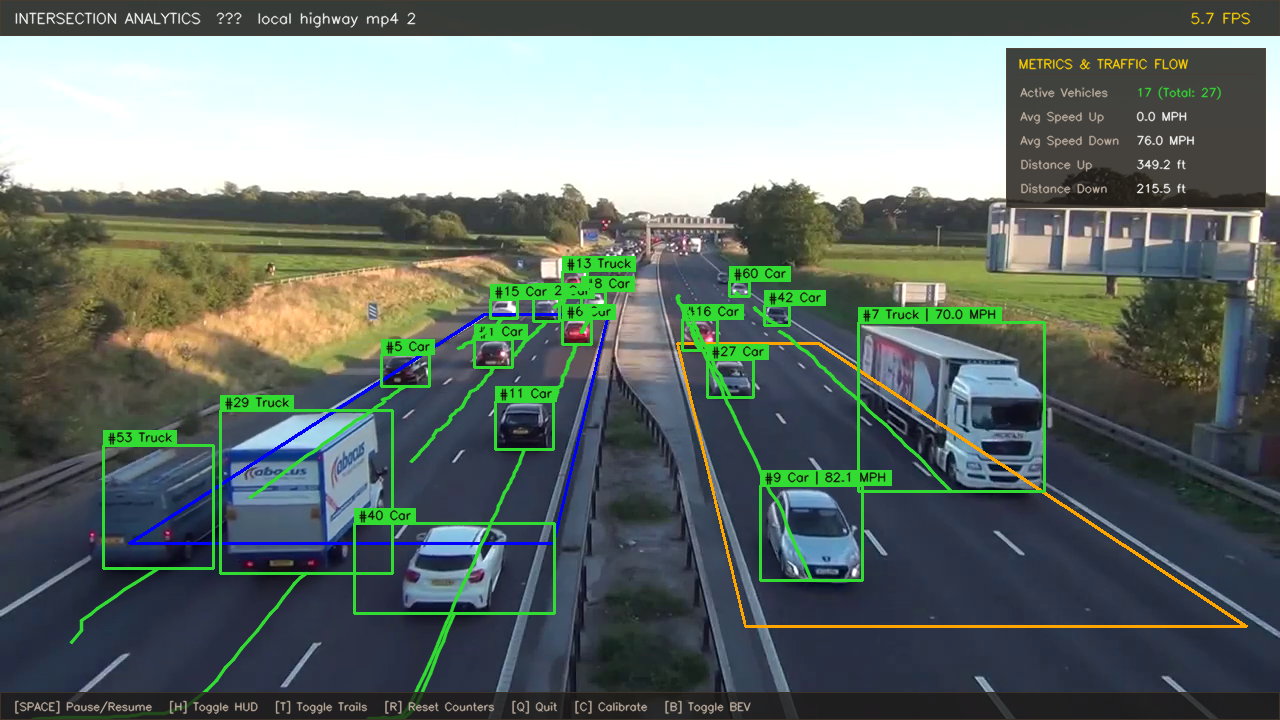 INTERSECTION ANALYTICS ??? local highway mp4 2
5.7 FPS
METRICS & TRAFFIC FLOW
Active Vehicles 17 (Total: 27)
Avg Speed Up 0.0 MPH
Avg Speed Down 76.0 MPH
Distance Up 349.2 ft
Distance Down 215.5 ft
#13 Truck
#60 Car
#15 Car
#42 Car
#6 Car
#16 Car
#7 Truck | 70.0 MPH
#1 Car
#5 Car
#27 Car
#11 Car
#29 Truck
#53 Truck
abacus
abacus
#9 Car | 82.1 MPH
#40 Car
[SPACE] Pause/Resume [H] Toggle HUD [T] Toggle Trails [R] Reset Counters [Q] Quit [C] Calibrate [B] Toggle BEV